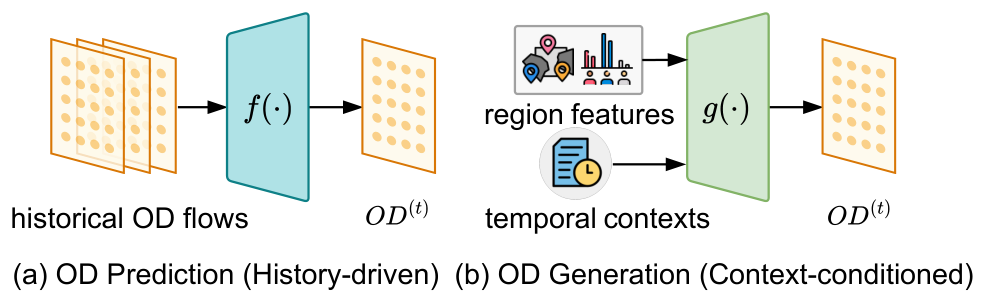 f(·)
historical OD flows
OD^(t)
(a) OD Prediction (History-driven)
region features
g(·)
temporal contexts
OD^(t)
(b) OD Generation (Context-conditioned)